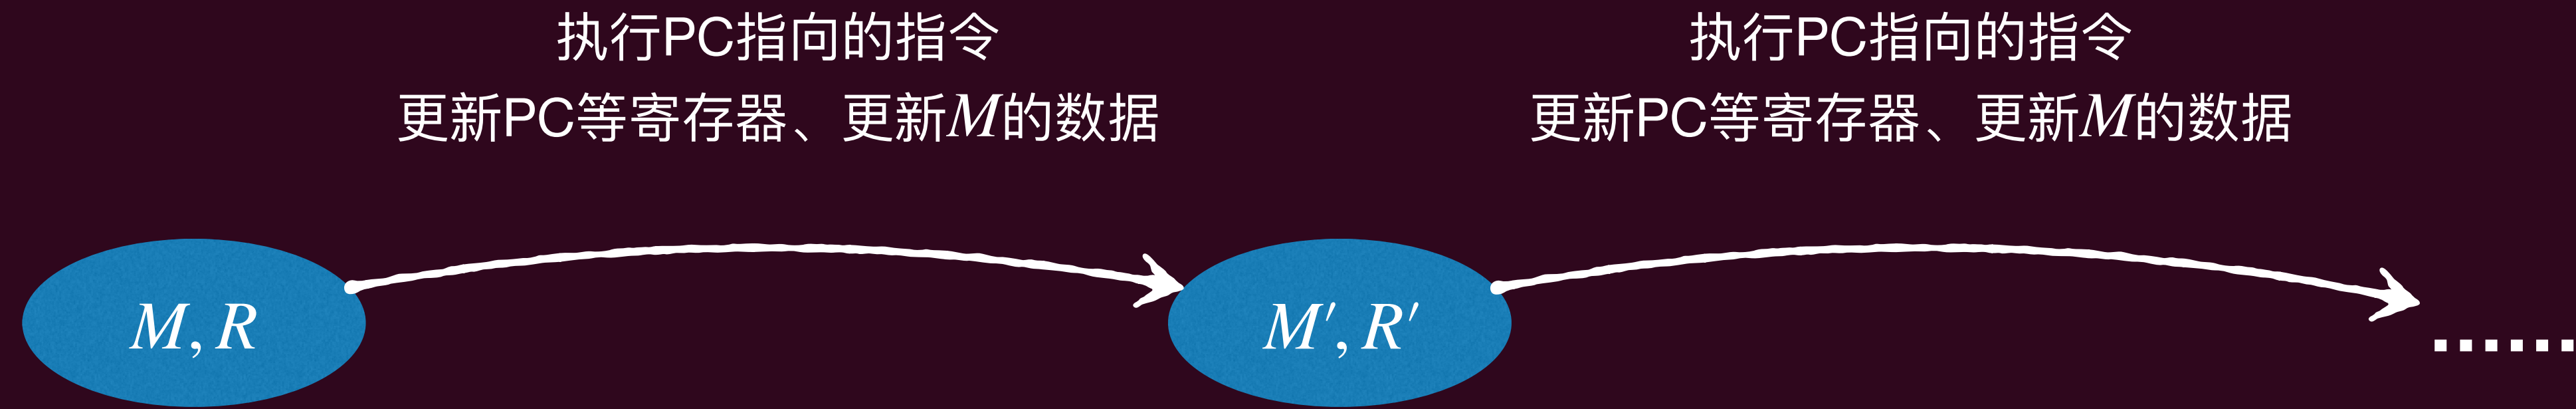 执行PC指向的指令
更新PC等寄存器、更新M的数据
执行PC指向的指令
更新PC等寄存器、更新M的数据
M, R
M′, R′
......